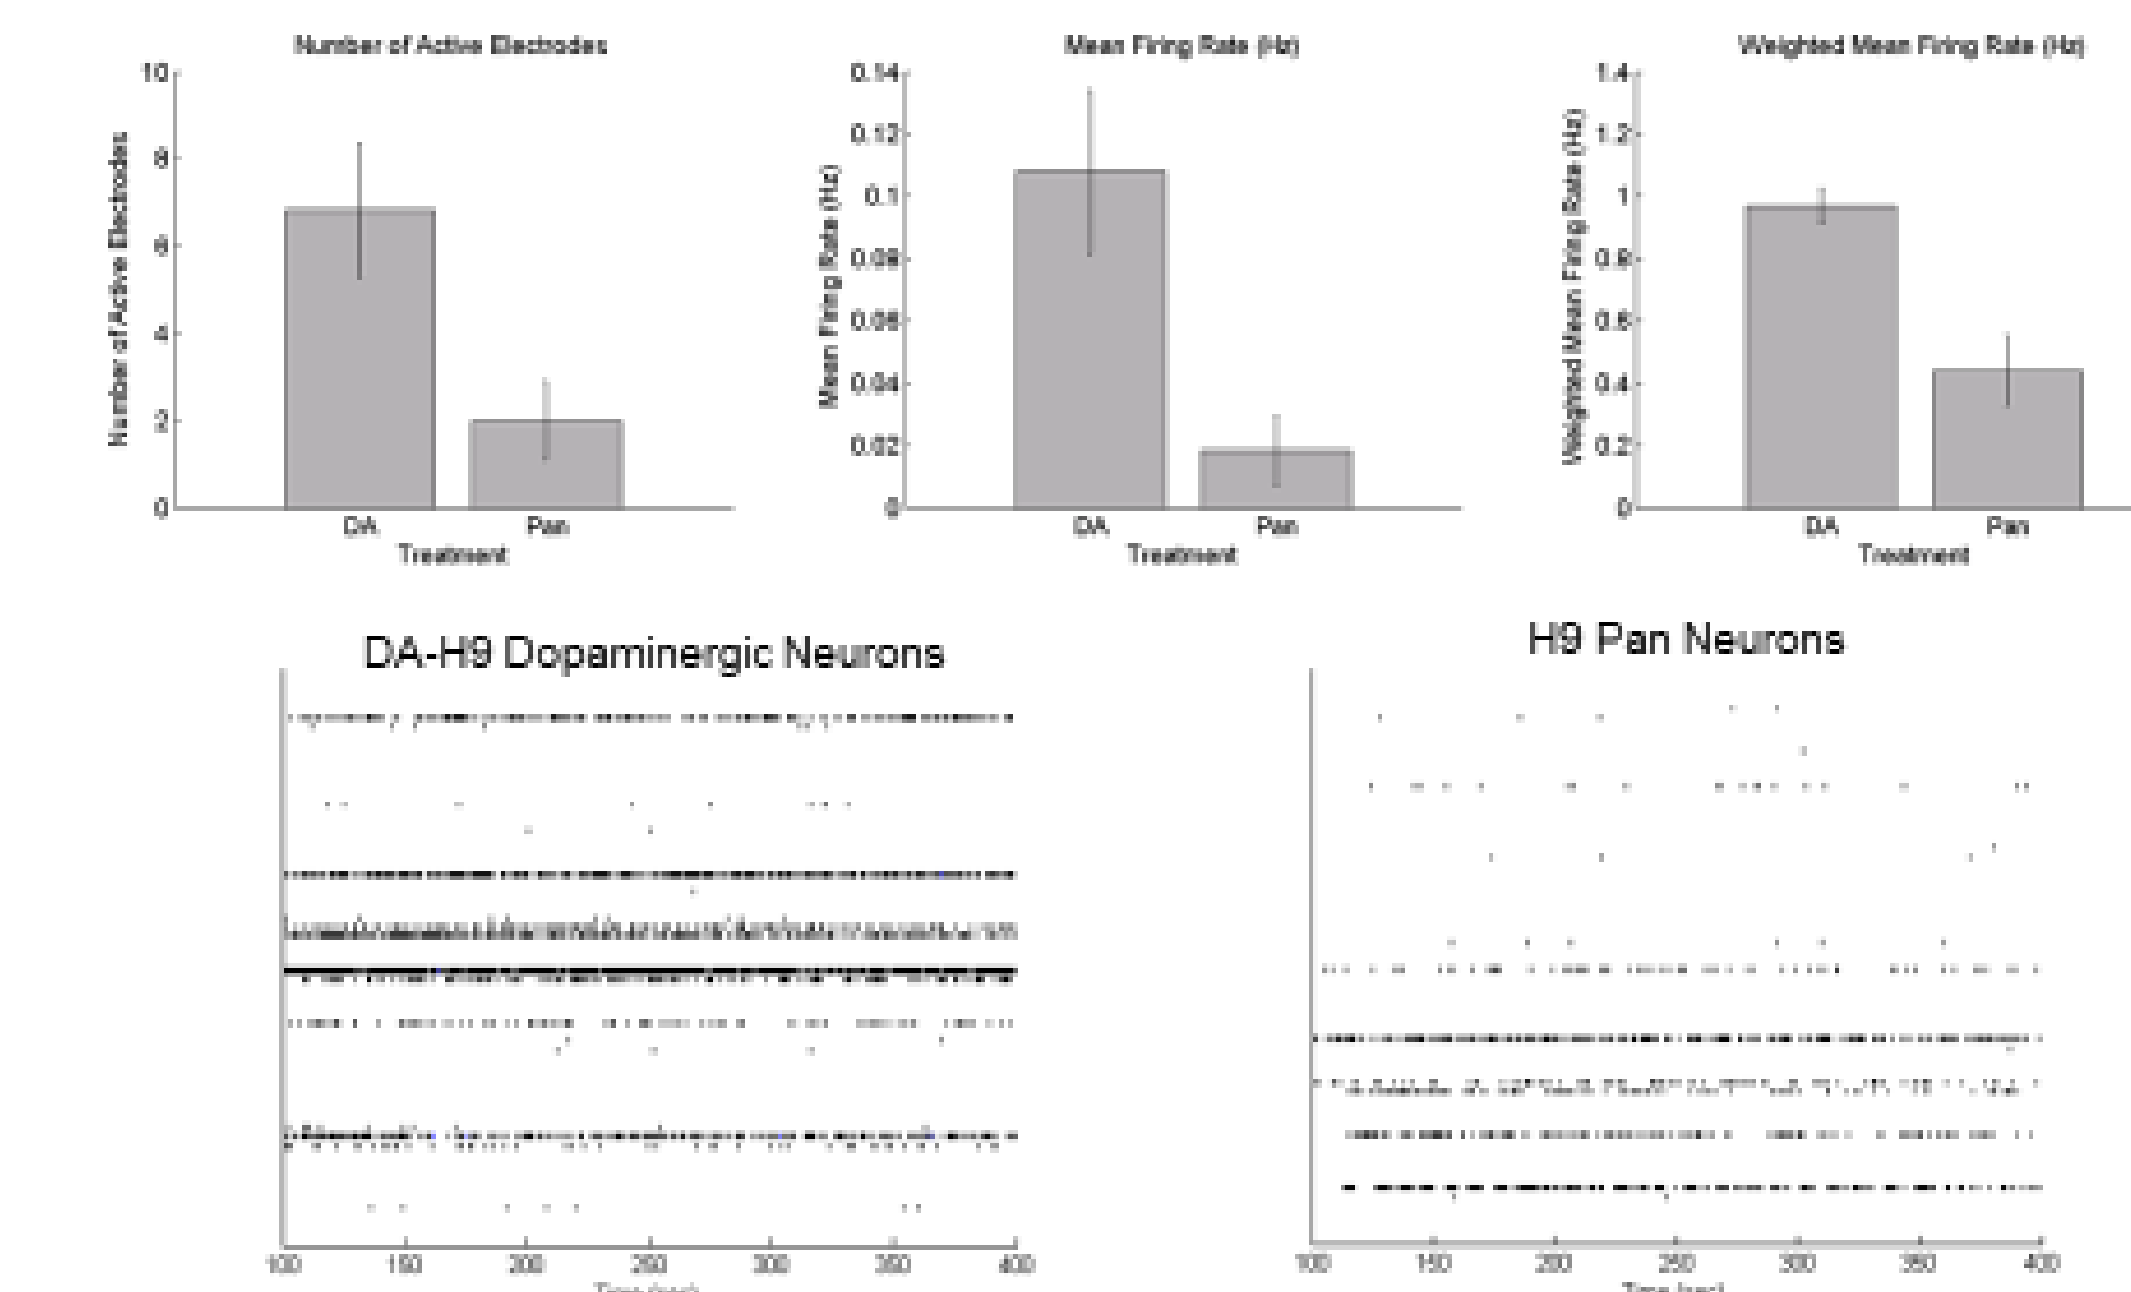 Number of Active Electrodes
Number of Active Electrodes
10
8
6
4
2
0
DA
Pan
Treatment
Mean Firing Rate (Hz)
Mean Firing Rate (Hz)
0.14
0.12
0.1
0.08
0.06
0.04
0.02
0
DA
Pan
Treatment
Weighted Mean Firing Rate (Hz)
Weighted Mean Firing Rate (Hz)
1.4
1.2
1
0.8
0.6
0.4
0.2
0
DA
Pan
Treatment
DA-H9 Dopaminergic Neurons
100 150 200 250 300 350 400
H9 Pan Neurons
100 150 200 250 300 350 400